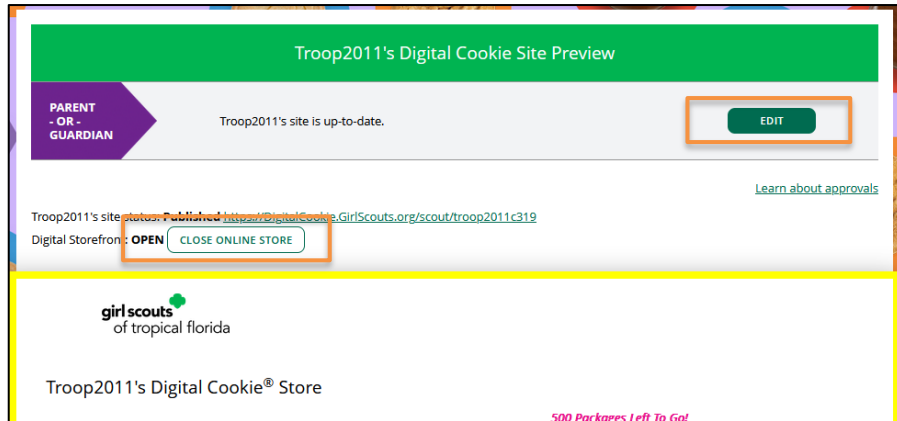 Troop2011's Digital Cookie Site Preview
PARENT
- OR -
GUARDIAN
Troop2011's site is up-to-date.
EDIT
Learn about approvals
Troop2011's site status: Published https://DigitalCookie.GirlScouts.org/scout/troop2011c319
Digital Storefront: OPEN CLOSE ONLINE STORE
girl scouts
of tropical florida
Troop2011's Digital Cookie® Store
500 Packages Left To Go!